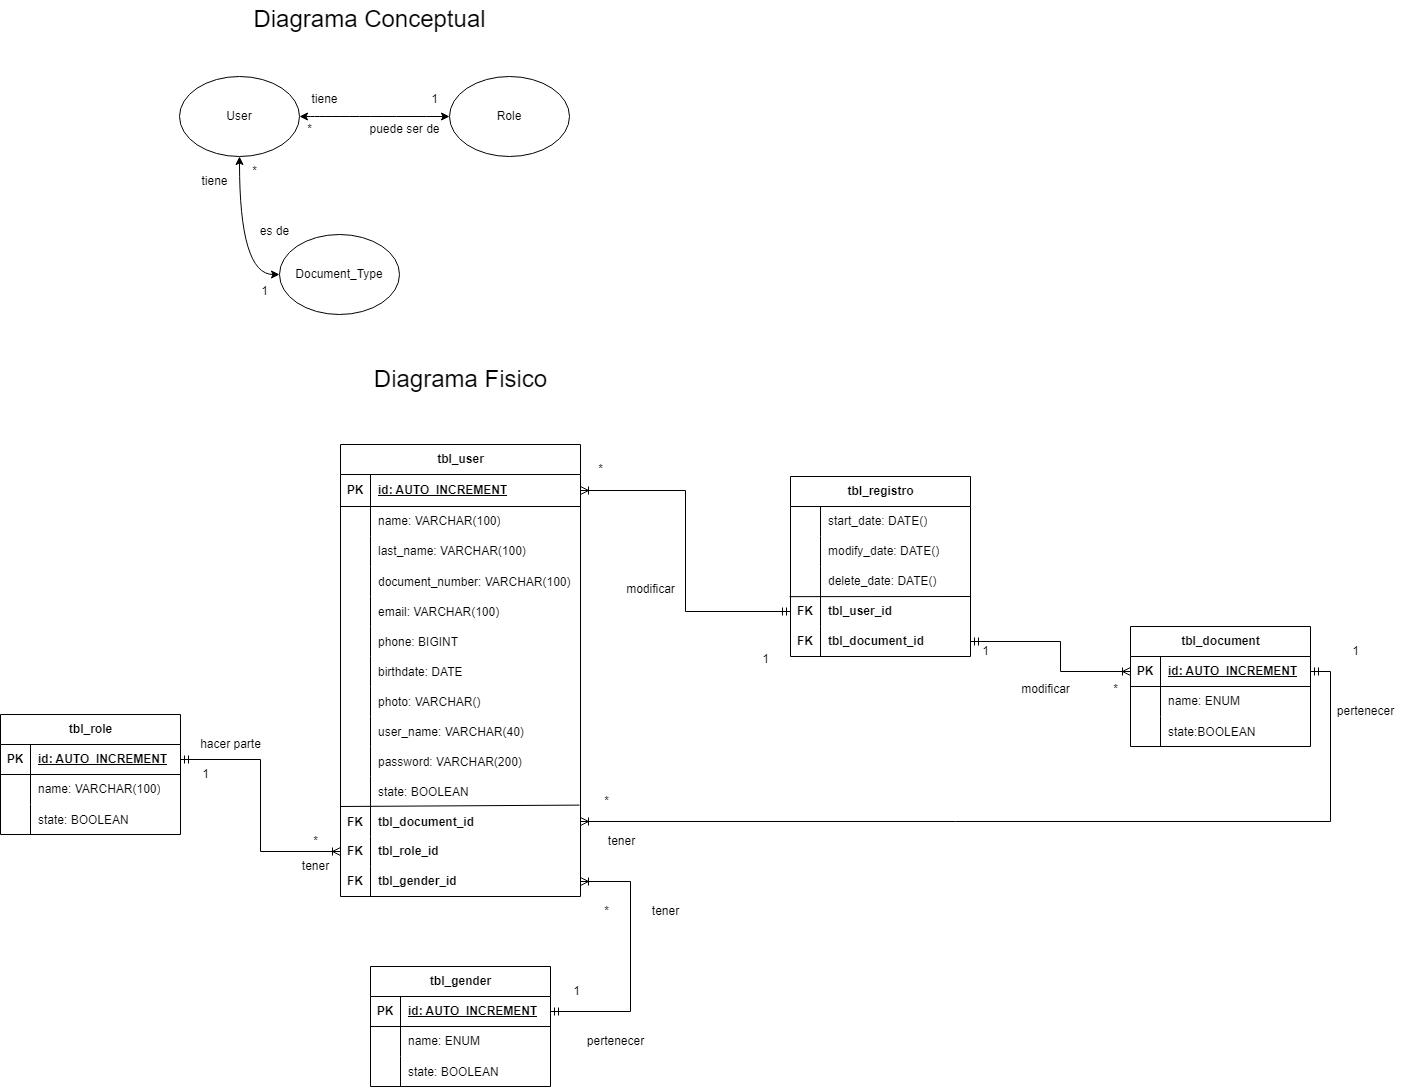 Diagrama Conceptual
User
tiene
1
*
puede ser de
Role
tiene
*
es de
1
Document_Type
Diagrama Fisico
tbl_user
PK id: AUTO_INCREMENT
name: VARCHAR(100)
last_name: VARCHAR(100)
document_number: VARCHAR(100)
email: VARCHAR(100)
phone: BIGINT
birthdate: DATE
photo: VARCHAR()
user_name: VARCHAR(40)
password: VARCHAR(200)
state: BOOLEAN
FK tbl_document_id
FK tbl_role_id
FK tbl_gender_id
*
modificar
1
tbl_registro
start_date: DATE()
modify_date: DATE()
delete_date: DATE()
FK tbl_user_id
FK tbl_document_id
1
modificar
*
tbl_document
PK id: AUTO_INCREMENT
name: ENUM
state:BOOLEAN
1
pertenecer
*
tener
tbl_role
PK id: AUTO_INCREMENT
name: VARCHAR(100)
state: BOOLEAN
hacer parte
1
*
tener
*
tener
1
pertenecer
tbl_gender
PK id: AUTO_INCREMENT
name: ENUM
state: BOOLEAN